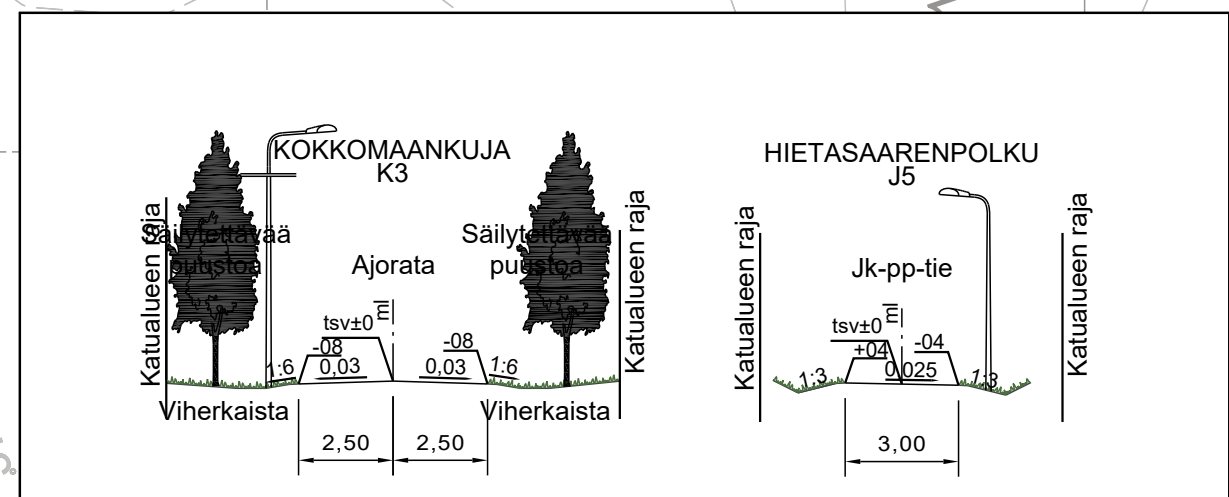 KOKKOMAANKUJA
K3
Katualueen raja
Säilytettävää
puustoa
Ajorata
Säilytettävää
puustoa
Katualueen raja
tsv±0
ml
-08
-08
1:6
0,03
0,03
1:6
Viherkaista
Viherkaista
2,50
2,50
HIETASAARENPOLKU
J5
Katualueen raja
Jk-pp-tie
Katualueen raja
tsv±0
ml
+04
-04
1:3
0,025
1:3
3,00